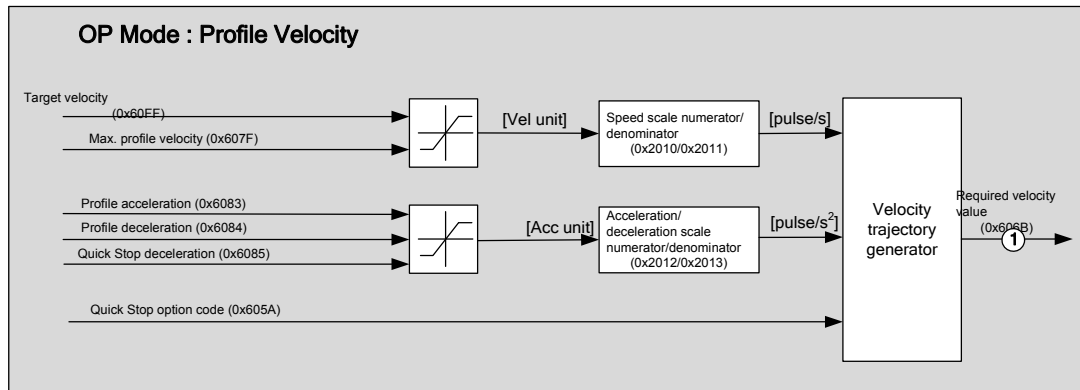 OP Mode : Profile Velocity
Target velocity
(0x60FF)
Max. profile velocity (0x607F)
[Vel unit]
Speed scale numerator/
denominator
(0x2010/0x2011)
[pulse/s]
Profile acceleration (0x6083)
Profile deceleration (0x6084)
Quick Stop deceleration (0x6085)
[Acc unit]
Acceleration/
deceleration scale
numerator/denominator
(0x2012/0x2013)
[pulse/s²]
Quick Stop option code (0x605A)
Velocity
trajectory
generator
Required velocity
value
(0x606B)
1